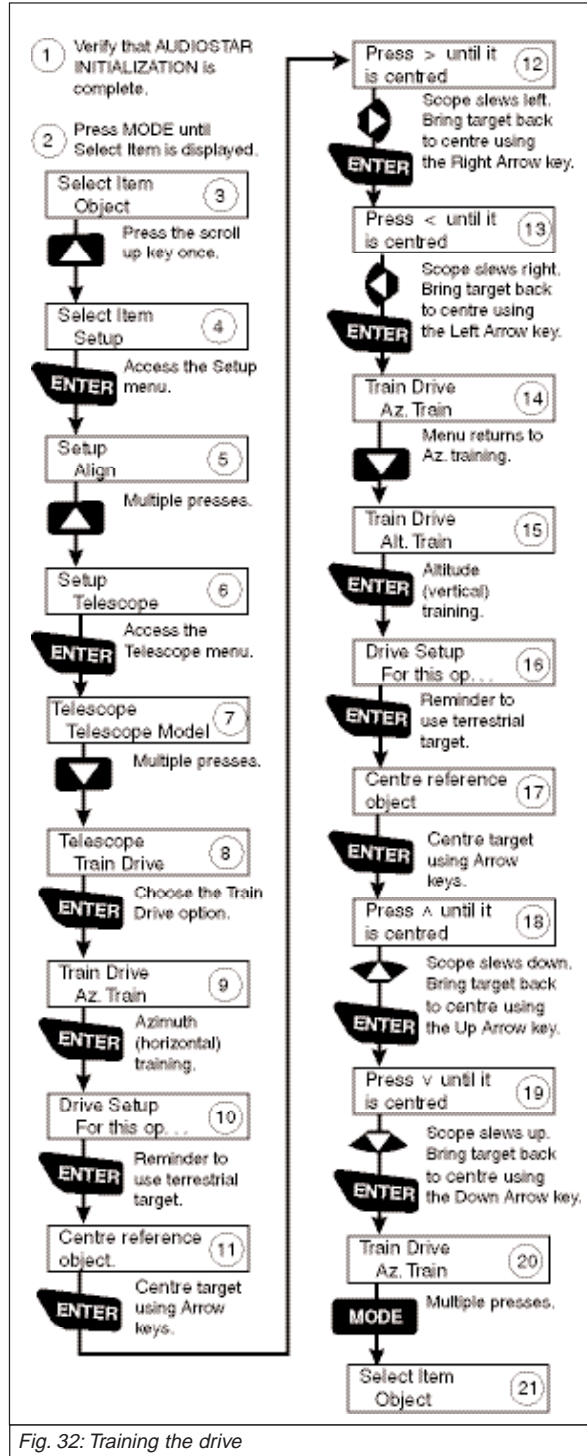 1
Verify that AUDIOSTAR
INITIALIZATION is
complete.
2
Press MODE until
Select Item is displayed.
Select Item
Object
3
Press the scroll
up key once.
Select Item
Setup
4
ENTER
Access the Setup
menu.
Setup
Align
5
Multiple presses.
Setup
Telescope
6
ENTER
Access the
Telescope menu.
Telescope
Telescope Model
7
Multiple presses.
Telescope
Train Drive
8
ENTER
Choose the Train
Drive option.
Train Drive
Az. Train
9
ENTER
Azimuth
(horizontal)
training.
Drive Setup
For this op...
10
ENTER
Reminder to
use terrestrial
target.
Centre reference
object.
11
ENTER
Centre target
using Arrow
keys.
Press > until it
is centred
12
Scope slews left.
Bring target back
to centre using
the Right Arrow key.
ENTER
Press < until it
is centred
13
Scope slews right.
Bring target back
to centre using
the Left Arrow key.
ENTER
Train Drive
Az. Train
14
Menu returns to
Az. training.
Train Drive
Alt. Train
15
ENTER
Altitude
(vertical)
training.
Drive Setup
For this op...
16
ENTER
Reminder to
use terrestrial
target.
Centre reference
object
17
ENTER
Centre target
using Arrow
keys.
Press ʌ until it
is centred
18
Scope slews down.
Bring target back
to centre using
the Up Arrow key.
ENTER
Press v until it
is centred
19
Scope slews up.
Bring target back
to centre using
the Down Arrow key.
ENTER
Train Drive
Az. Train
20
MODE
Multiple presses.
Select Item
Object
21
Fig. 32: Training the drive